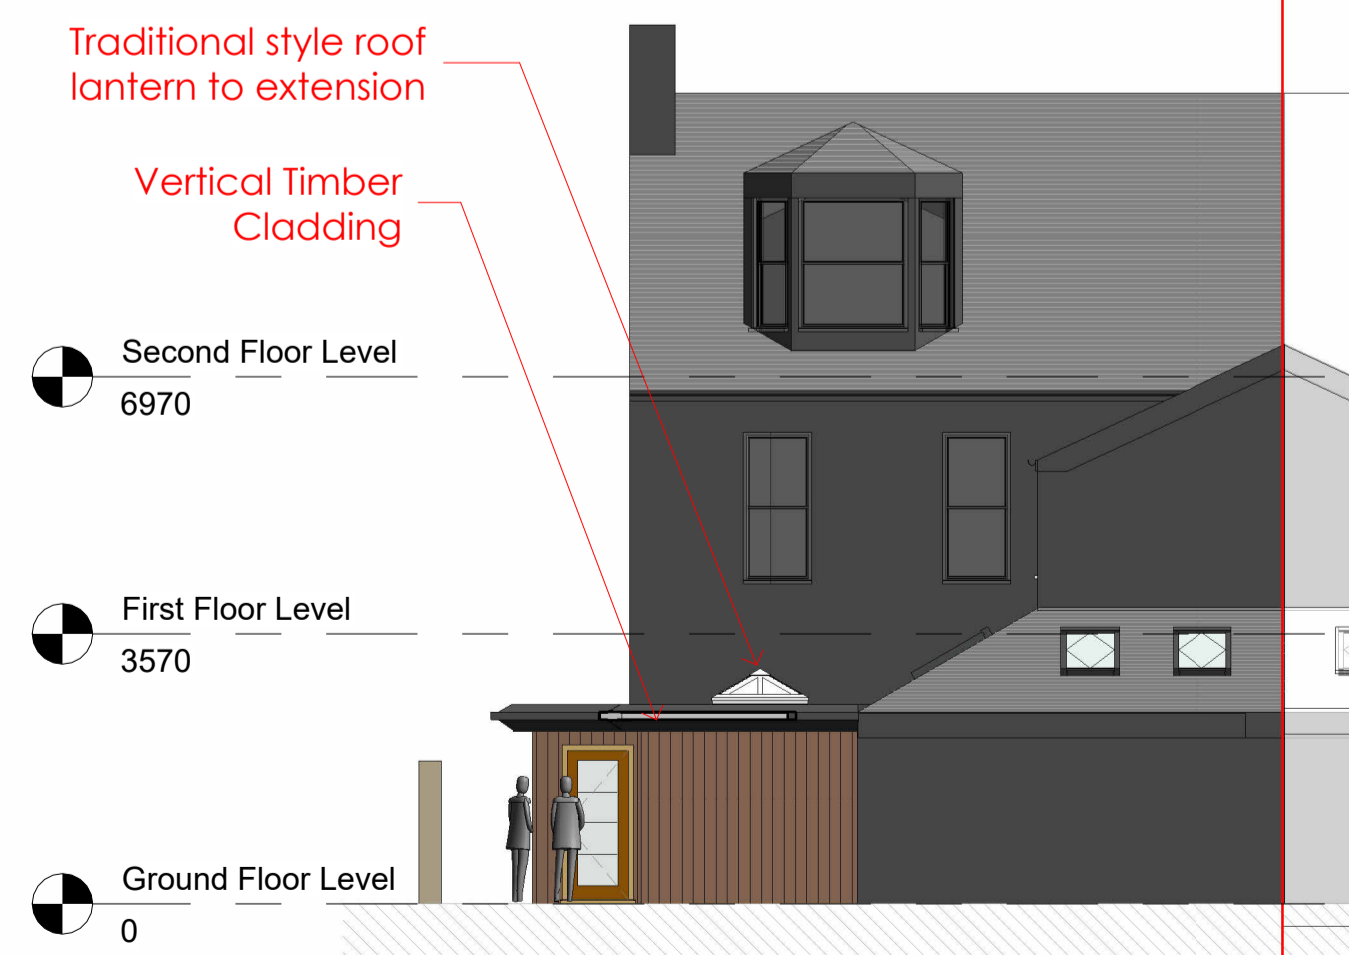 Traditional style roof
lantern to extension
Vertical Timber
Cladding
Second Floor Level
6970
First Floor Level
3570
Ground Floor Level
0